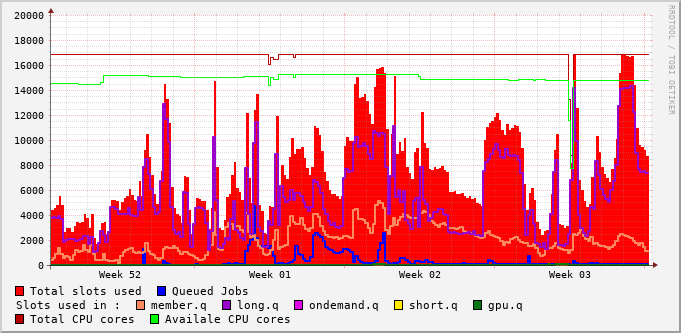 20000
18000
16000
14000
12000
10000
8000
6000
4000
2000
0
Week 52 Week 01 Week 02 Week 03
RRDTOOL / TOBI OETIKER
Total slots used Queued Jobs
Slots used in : member.q long.q ondemand.q short.q gpu.q
Total CPU cores Availale CPU cores